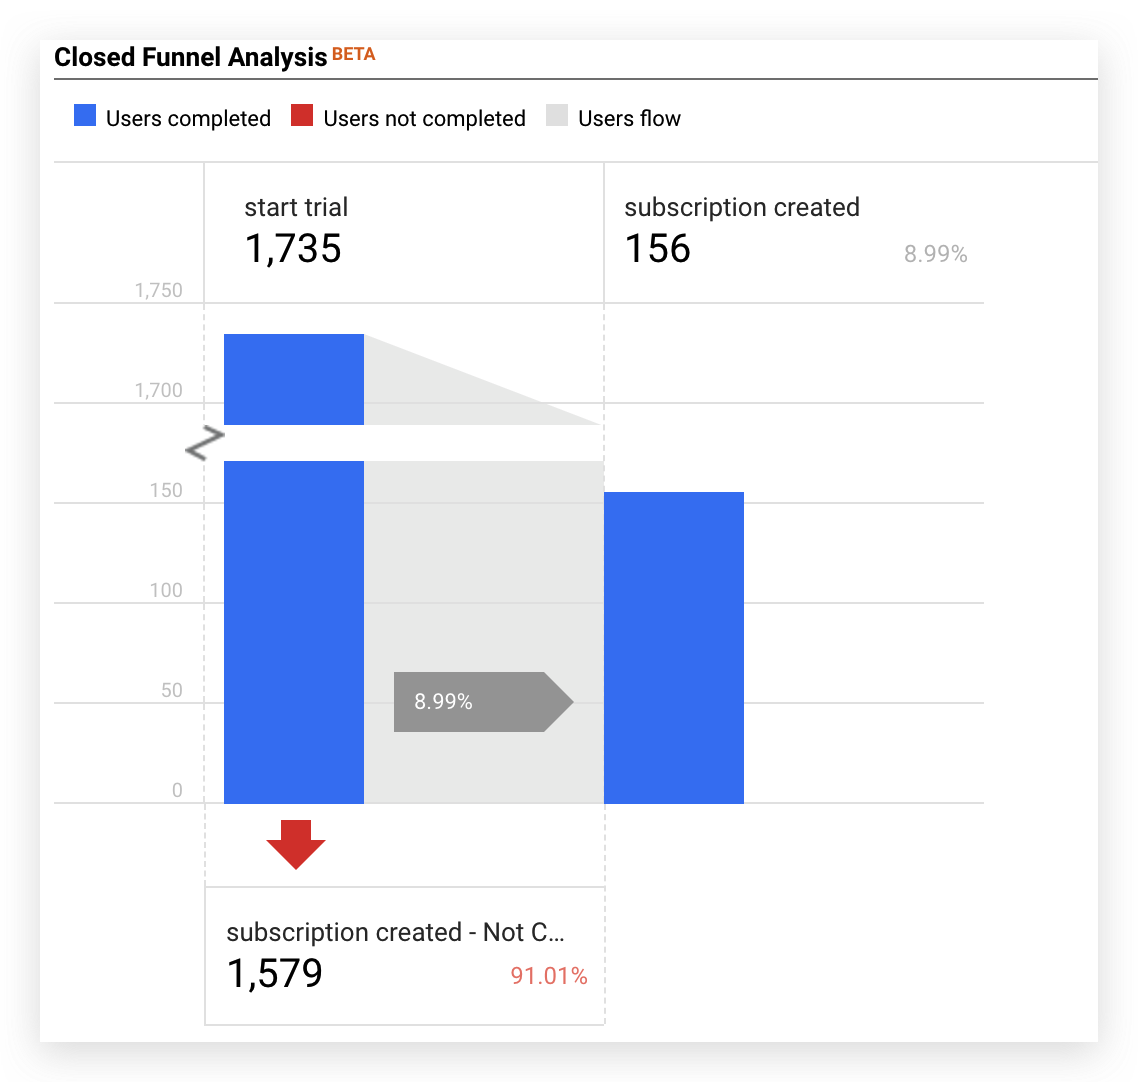 Closed Funnel Analysis BETA
Users completed Users not completed Users flow
start trial
1,735
subscription created
156
8.99%
1,750
1,700
150
100
50
0
8.99%
subscription created - Not C...
1,579
91.01%